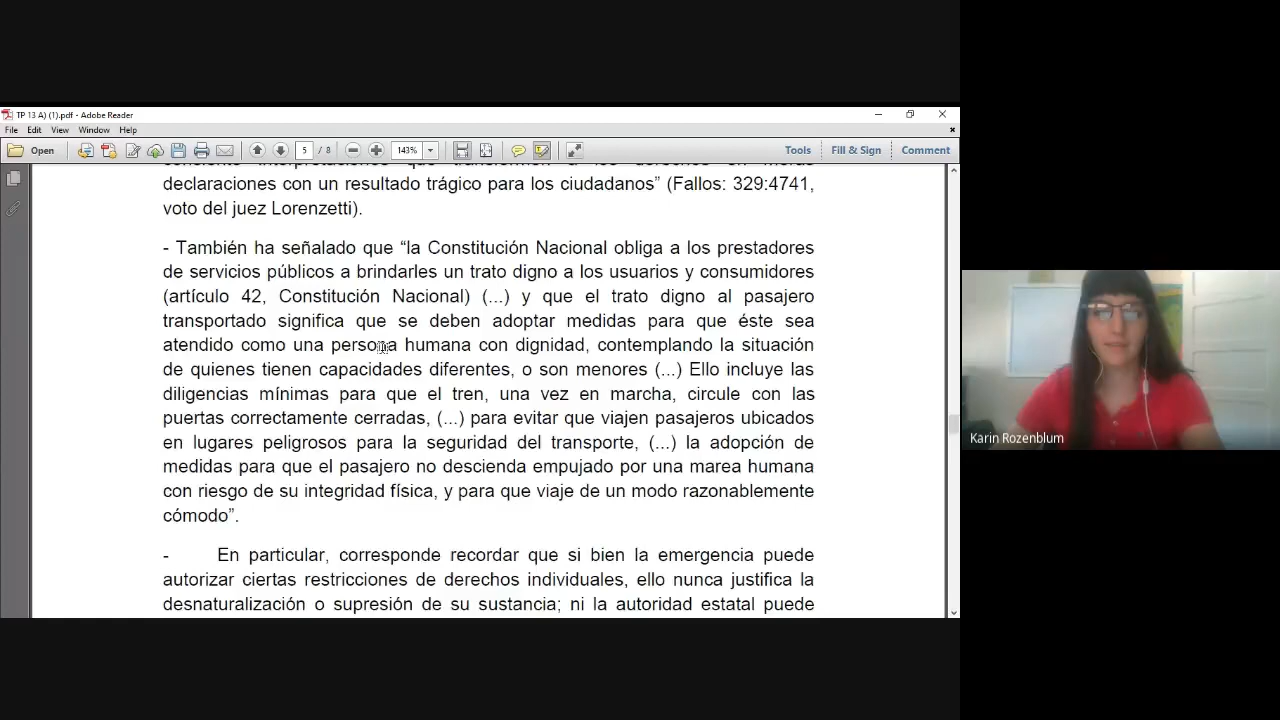 TP 13 A) (1).pdf - Adobe Reader
File Edit View Window Help
Open 5 / 8 143% Tools Fill & Sign Comment
declaraciones con un resultado trágico para los ciudadanos” (Fallos: 329:4741,
voto del juez Lorenzetti).
- También ha señalado que “la Constitución Nacional obliga a los prestadores
de servicios públicos a brindarles un trato digno a los usuarios y consumidores
(artículo 42, Constitución Nacional) (...) y que el trato digno al pasajero
transportado significa que se deben adoptar medidas para que éste sea
atendido como una persona humana con dignidad, contemplando la situación
de quienes tienen capacidades diferentes, o son menores (...) Ello incluye las
diligencias mínimas para que el tren, una vez en marcha, circule con las
puertas correctamente cerradas, (...) para evitar que viajen pasajeros ubicados
en lugares peligrosos para la seguridad del transporte, (...) la adopción de
medidas para que el pasajero no descienda empujado por una marea humana
con riesgo de su integridad física, y para que viaje de un modo razonablemente
cómodo”.
- En particular, corresponde recordar que si bien la emergencia puede
autorizar ciertas restricciones de derechos individuales, ello nunca justifica la
desnaturalización o supresión de su sustancia; ni la autoridad estatal puede
Karin Rozenblum